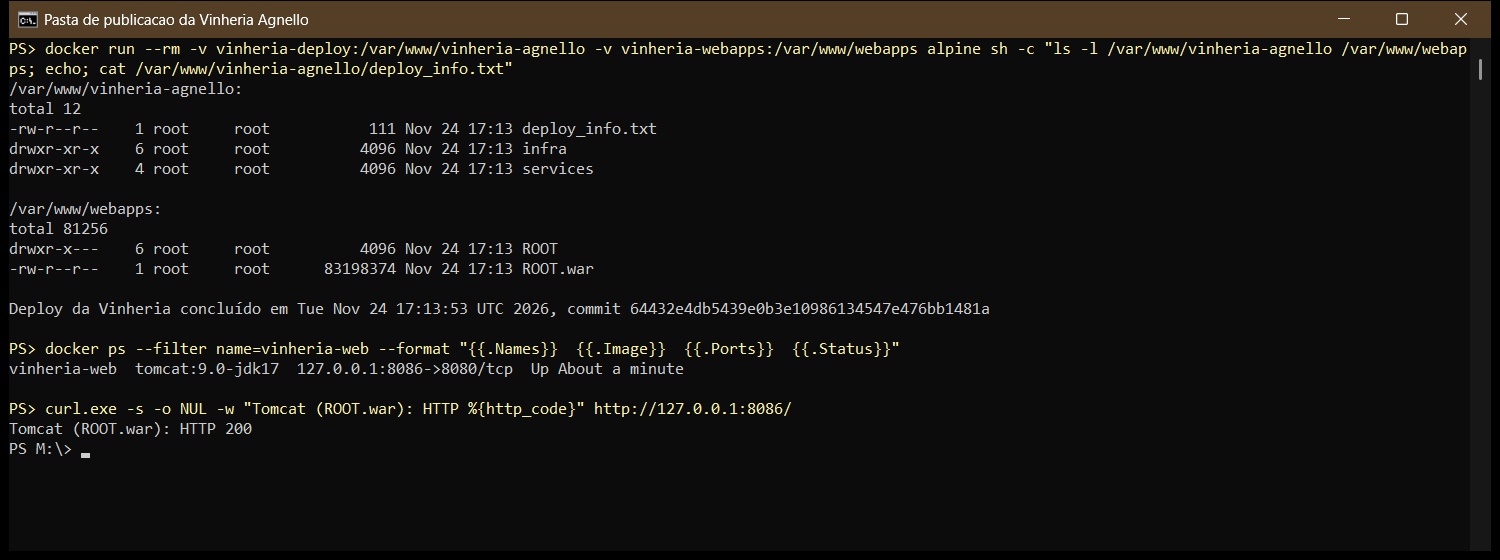 Pasta de publicacao da Vinheria Agnello
PS> docker run --rm -v vinheria-deploy:/var/www/vinheria-agnello -v vinheria-webapps:/var/www/webapps alpine sh -c "ls -l /var/www/vinheria-agnello /var/www/webap
ps; echo; cat /var/www/vinheria-agnello/deploy_info.txt"
/var/www/vinheria-agnello:
total 12
-rw-r--r--    1 root     root           111 Nov 24 17:13 deploy_info.txt
drwxr-xr-x    6 root     root          4096 Nov 24 17:13 infra
drwxr-xr-x    4 root     root          4096 Nov 24 17:13 services
/var/www/webapps:
total 81256
drwxr-x---    6 root     root          4096 Nov 24 17:13 ROOT
-rw-r--r--    1 root     root      83198374 Nov 24 17:13 ROOT.war
Deploy da Vinheria concluído em Tue Nov 24 17:13:53 UTC 2026, commit 64432e4db5439e0b3e10986134547e476bb1481a
PS> docker ps --filter name=vinheria-web --format "{{.Names}}  {{.Image}}  {{.Ports}}  {{.Status}}"
vinheria-web  tomcat:9.0-jdk17  127.0.0.1:8086->8080/tcp  Up About a minute
PS> curl.exe -s -o NUL -w "Tomcat (ROOT.war): HTTP %{http_code}" http://127.0.0.1:8086/
Tomcat (ROOT.war): HTTP 200
PS M:\>